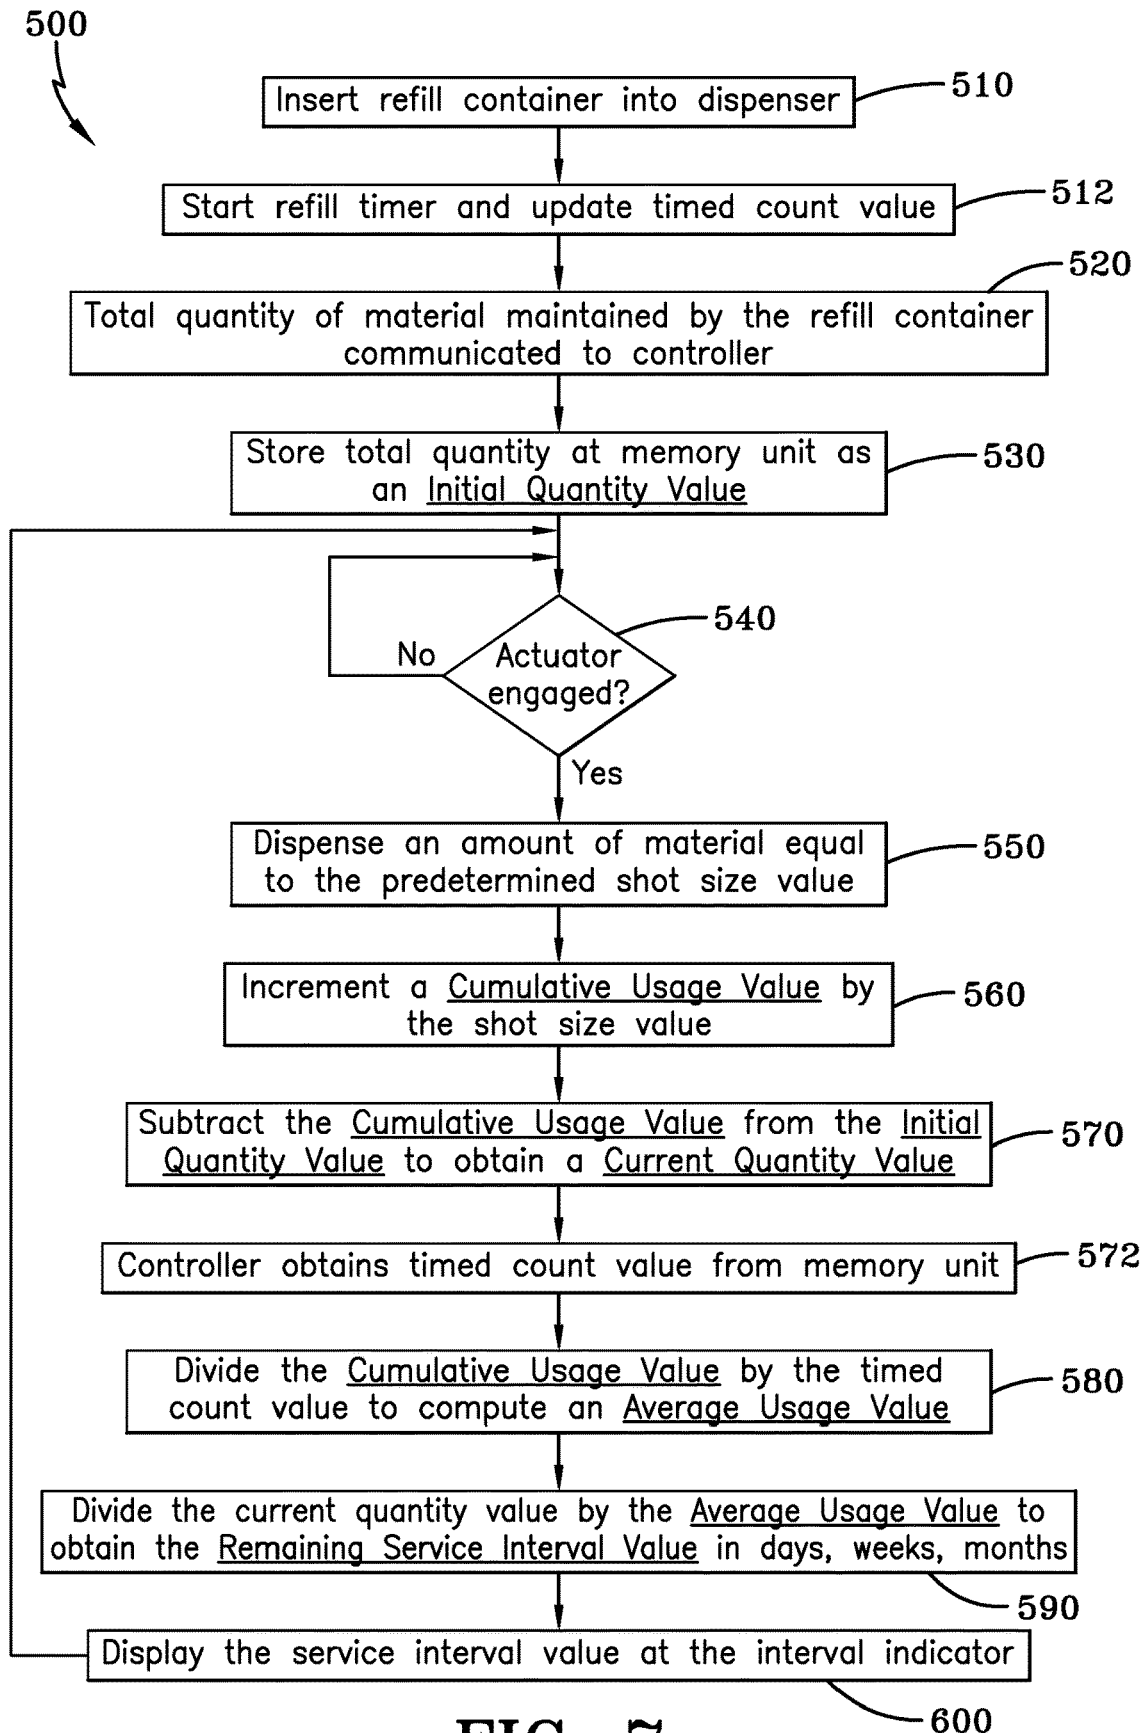 500
Insert refill container into dispenser
510
Start refill timer and update timed count value
512
520
Total quantity of material maintained by the refill container
communicated to controller
Store total quantity at memory unit as
an Initial Quantity Value
530
540
No
Actuator
engaged?
Yes
Dispense an amount of material equal
to the predetermined shot size value
550
Increment a Cumulative Usage Value by
the shot size value
560
Subtract the Cumulative Usage Value from the Initial
Quantity Value to obtain a Current Quantity Value
570
Controller obtains timed count value from memory unit
572
Divide the Cumulative Usage Value by the timed
count value to compute an Average Usage Value
580
Divide the current quantity value by the Average Usage Value to
obtain the Remaining Service Interval Value in days, weeks, months
590
Display the service interval value at the interval indicator
600